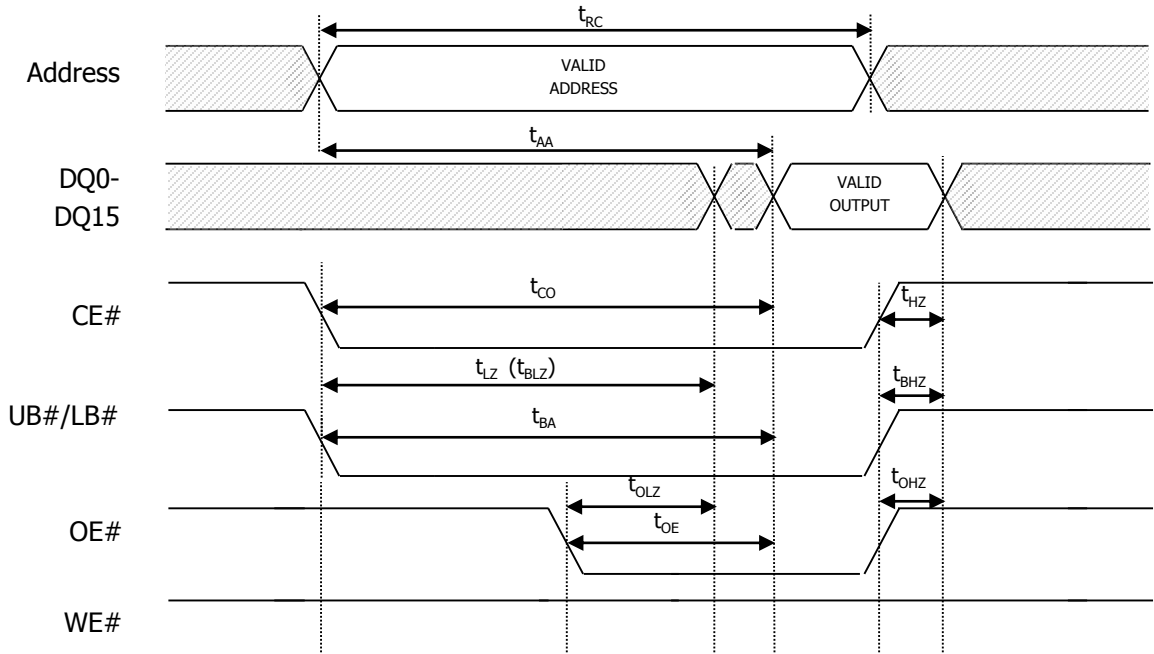 tRC
Address
VALID
ADDRESS
tAA
DQ0-
DQ15
VALID
OUTPUT
CE#
tCO
tHZ
tLZ (tBLZ)
tBHZ
UB#/LB#
tBA
tOLZ
tOHZ
OE#
tOE
WE#